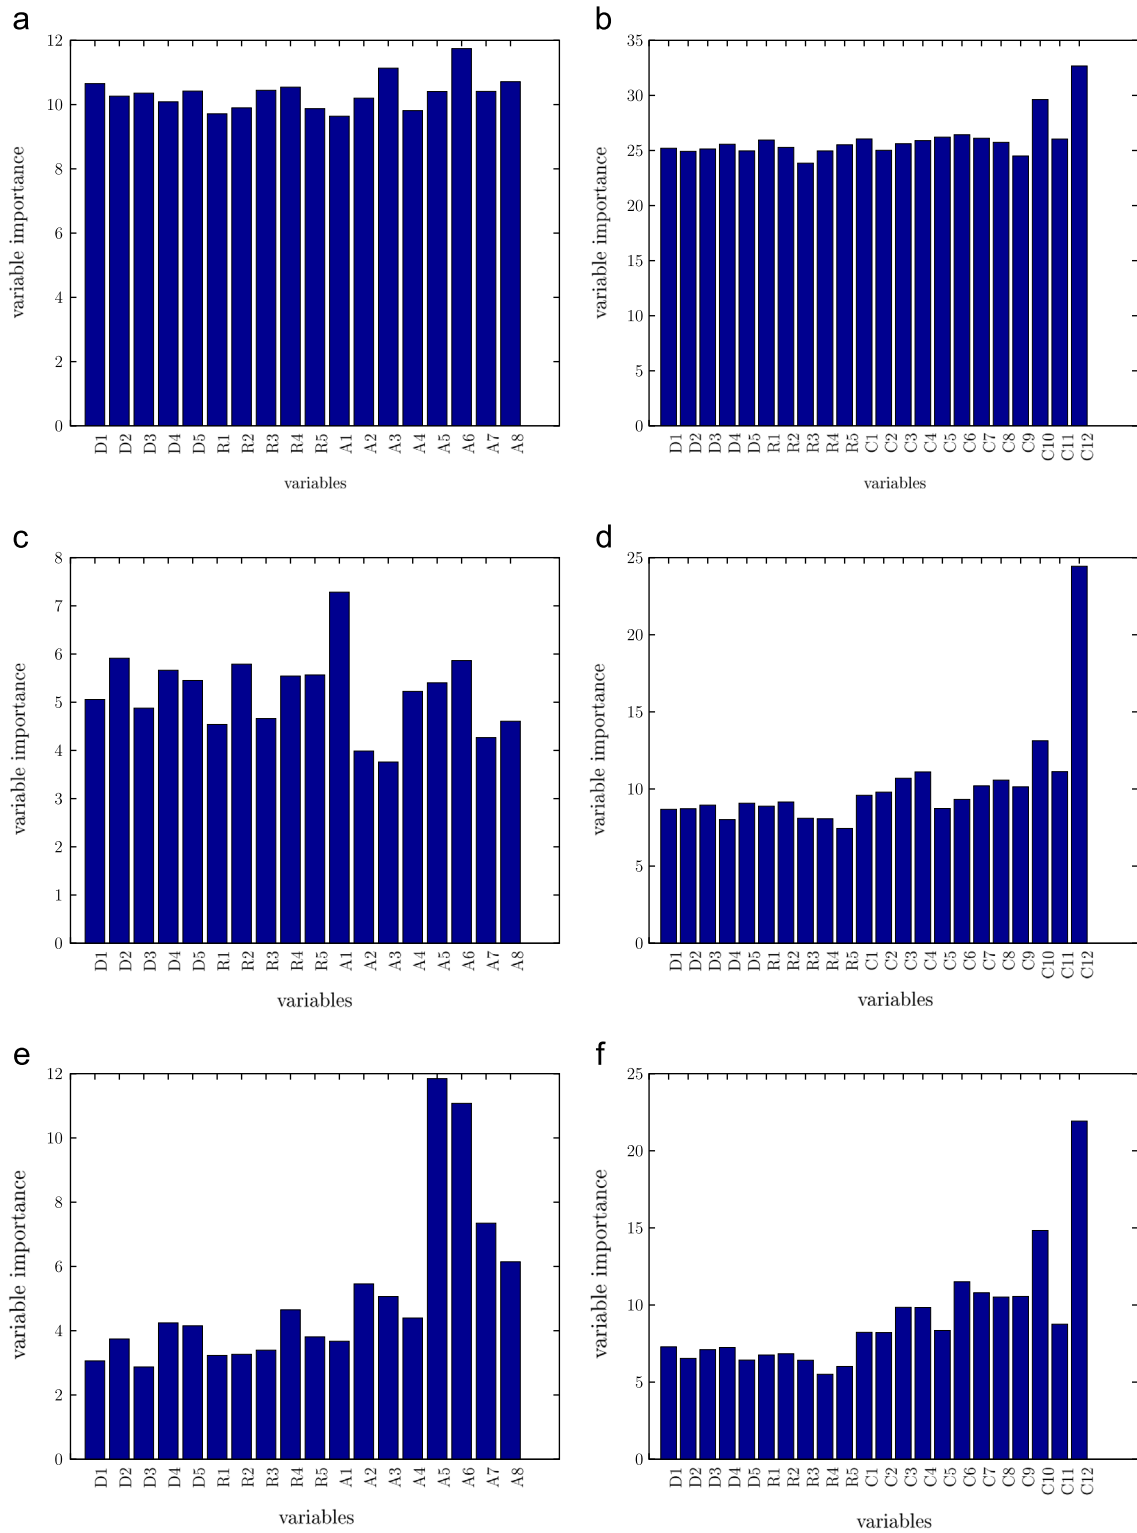 a
12
10
8
6
4
2
0
variable importance
D1 D2 D3 D4 D5 R1 R2 R3 R4 R5 A1 A2 A3 A4 A5 A6 A7 A8
variables
b
35
30
25
20
15
10
5
0
variable importance
D1 D2 D3 D4 D5 R1 R2 R3 R4 R5 C1 C2 C3 C4 C5 C6 C7 C8 C9 C10 C11 C12
variables
c
8
7
6
5
4
3
2
1
0
variable importance
D1 D2 D3 D4 D5 R1 R2 R3 R4 R5 A1 A2 A3 A4 A5 A6 A7 A8
variables
d
25
20
15
10
5
0
variable importance
D1 D2 D3 D4 D5 R1 R2 R3 R4 R5 C1 C2 C3 C4 C5 C6 C7 C8 C9 C10 C11 C12
variables
e
12
10
8
6
4
2
0
variable importance
D1 D2 D3 D4 D5 R1 R2 R3 R4 R5 A1 A2 A3 A4 A5 A6 A7 A8
variables
f
25
20
15
10
5
0
variable importance
D1 D2 D3 D4 D5 R1 R2 R3 R4 R5 C1 C2 C3 C4 C5 C6 C7 C8 C9 C10 C11 C12
variables